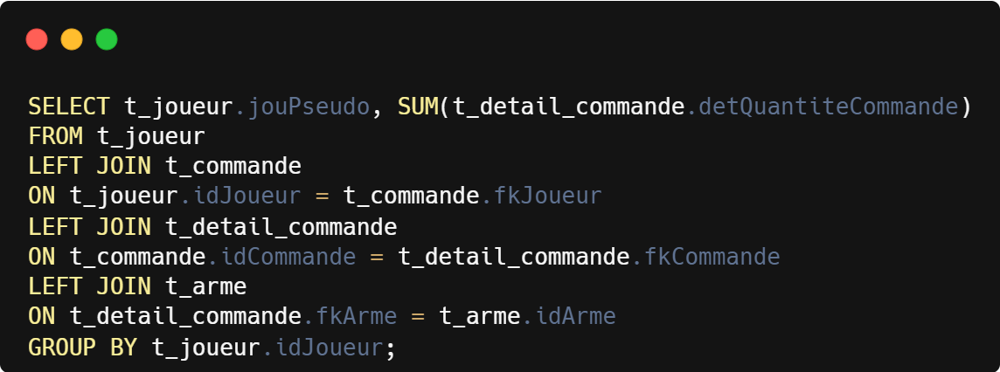 SELECT t_joueur.jouPseudo, SUM(t_detail_commande.detQuantiteCommande)
FROM t_joueur
LEFT JOIN t_commande
ON t_joueur.idJoueur = t_commande.fkJoueur
LEFT JOIN t_detail_commande
ON t_commande.idCommande = t_detail_commande.fkCommande
LEFT JOIN t_arme
ON t_detail_commande.fkArme = t_arme.idArme
GROUP BY t_joueur.idJoueur;